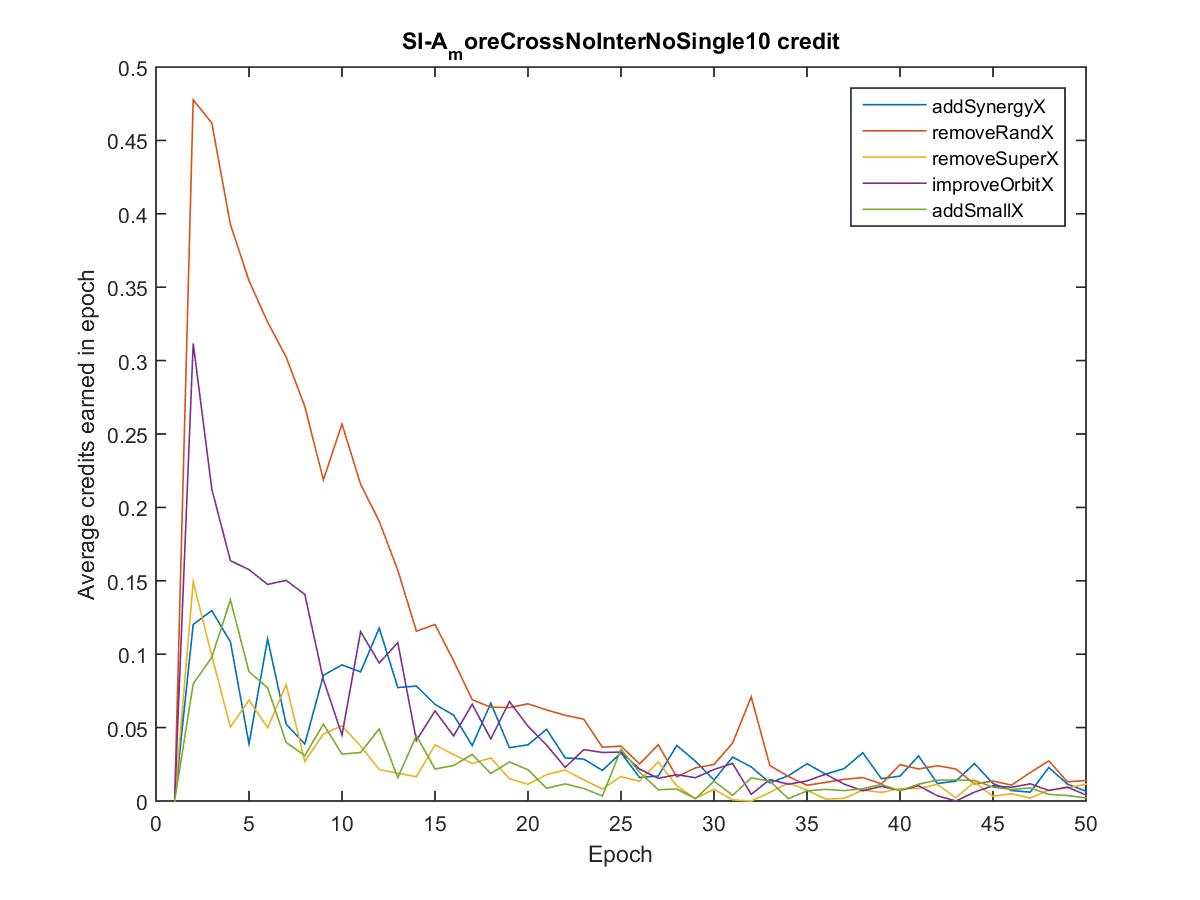 SI-AmoreCrossNoInterNoSingle10 credit
0.5
0.45
0.4
0.35
0.3
0.25
0.2
0.15
0.1
0.05
0
Average credits earned in epoch
addSynergyX
removeRandX
removeSuperX
improveOrbitX
addSmallX
0 5 10 15 20 25 30 35 40 45 50
Epoch